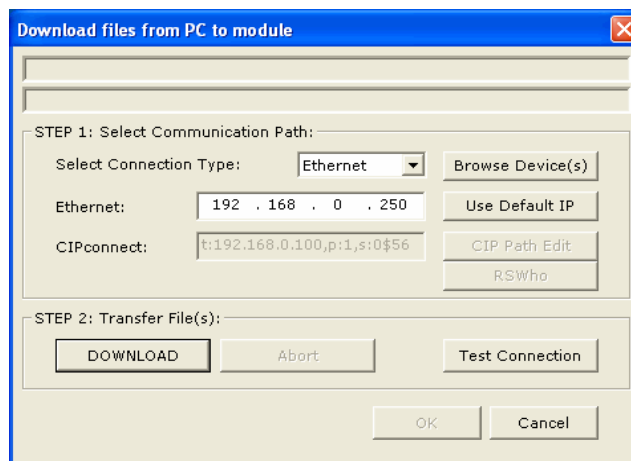 Download files from PC to module
STEP 1: Select Communication Path:
Select Connection Type: Ethernet Browse Device(s)
Ethernet: 192 . 168 . 0 . 250 Use Default IP
CIPconnect: t:192.168.0.100,p:1,s:0$56 CIP Path Edit
RSWho
STEP 2: Transfer File(s):
DOWNLOAD Abort Test Connection
OK Cancel